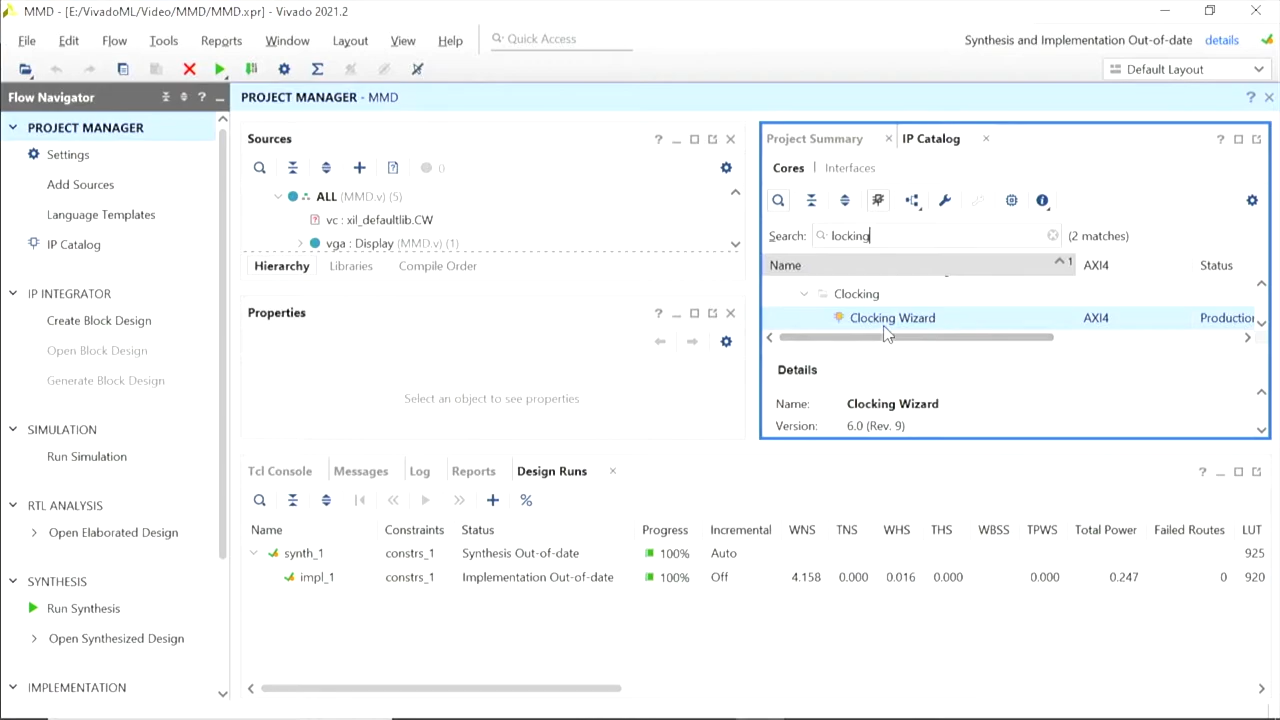 MMD - [E:/VivadoML/Video/MMD/MMD.xpr] - Vivado 2021.2
File Edit Flow Tools Reports Window Layout View Help Quick Access Synthesis and Implementation Out-of-date details
Default Layout
Flow Navigator
PROJECT MANAGER
Settings
Add Sources
Language Templates
IP Catalog
IP INTEGRATOR
Create Block Design
Open Block Design
Generate Block Design
SIMULATION
Run Simulation
RTL ANALYSIS
Open Elaborated Design
SYNTHESIS
Run Synthesis
Open Synthesized Design
IMPLEMENTATION
PROJECT MANAGER - MMD
Sources
0
ALL (MMD.v) (5)
vc : xil_defaultlib.CW
vga : Display (MMD.v) (1)
Hierarchy Libraries Compile Order
Properties
Select an object to see properties
Project Summary IP Catalog
Cores | Interfaces
Search: locking (2 matches)
Name 1 AXI4 Status
Clocking
Clocking Wizard AXI4 Production
Details
Name: Clocking Wizard
Version: 6.0 (Rev. 9)
Tcl Console Messages Log Reports Design Runs
Name Constraints Status Progress Incremental WNS TNS WHS THS WBSS TPWS Total Power Failed Routes LUT
synth_1 constrs_1 Synthesis Out-of-date 100% Auto 925
impl_1 constrs_1 Implementation Out-of-date 100% Off 4.158 0.000 0.016 0.000 0.000 0.247 0 920